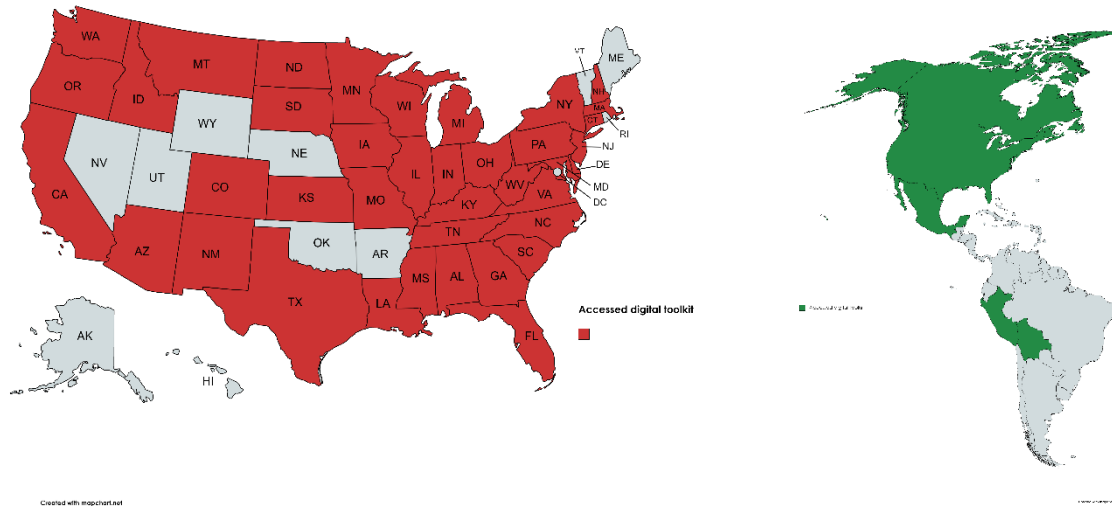 WA
MT
ND
MN
VT
ME
OR
ID
SD
WI
MI
NY
NH
MA
CT
RI
WY
IA
PA
NJ
NV
NE
OH
DE
UT
IL
IN
MD
CA
CO
WV
VA
DC
KS
MO
KY
NC
TN
AZ
NM
OK
AR
SC
MS
AL
GA
TX
LA
FL
AK
HI
Accessed digital toolkit
Created with mapchart.net